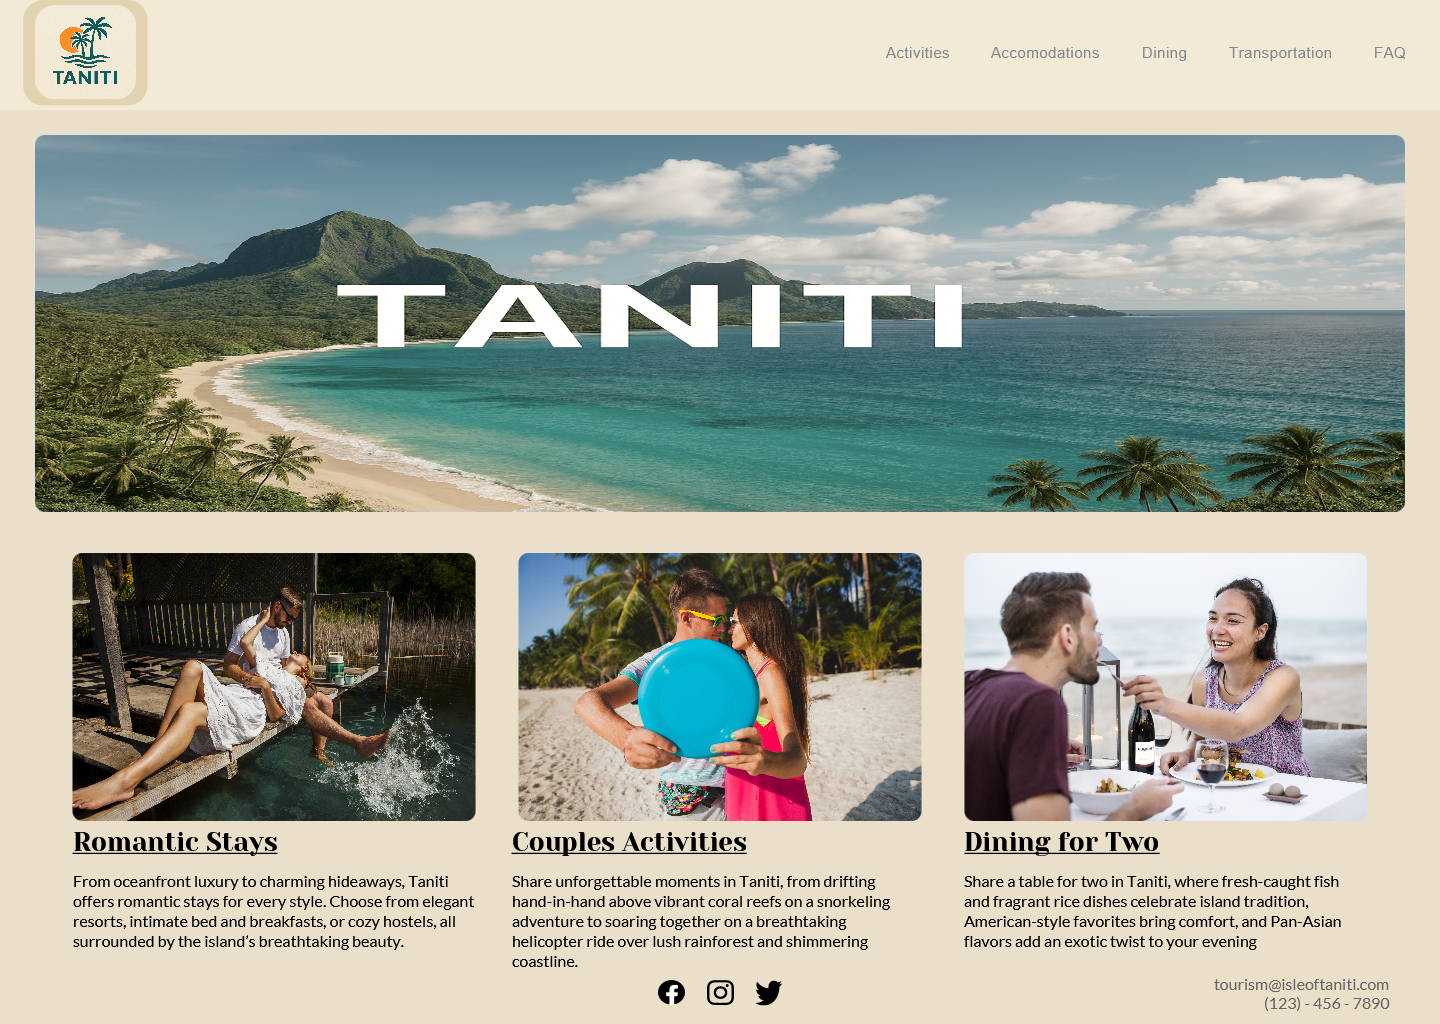 TANITI
Activities
Accomodations
Dining
Transportation
FAQ
TANITI
Romantic Stays
From oceanfront luxury to charming hideaways, Taniti
offers romantic stays for every style. Choose from elegant
resorts, intimate bed and breakfasts, or cozy hostels, all
surrounded by the island's breathtaking beauty.
Couples Activities
Share unforgettable moments in Taniti, from drifting
hand-in-hand above vibrant coral reefs on a snorkeling
adventure to soaring together on a breathtaking
helicopter ride over lush rainforest and shimmering
coastline.
Dining for Two
Share a table for two in Taniti, where fresh-caught fish
and fragrant rice dishes celebrate island tradition,
American-style favorites bring comfort, and Pan-Asian
flavors add an exotic twist to your evening
tourism@isleoftaniti.com
(123) - 456 - 7890